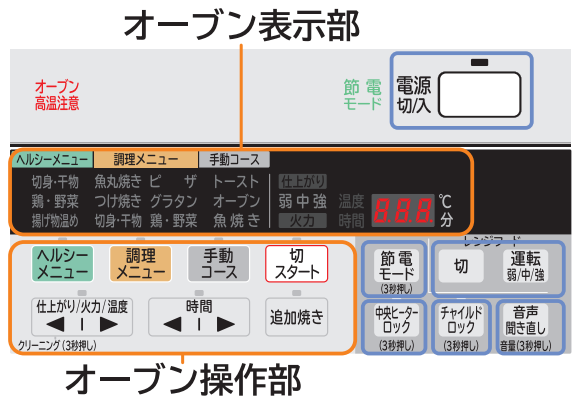 オーブン表示部
オーブン
高温注意
節 電
モード
電源
切/入
ヘルシーメニュー 調理メニュー 手動コース
切身・干物 魚丸焼き ピ ザ トースト 仕上がり
鶏・野菜 つけ焼き グラタン オーブン 弱 中 強 温度 888 ℃
揚げ物温め 切身・干物 鶏・野菜 魚焼き 火力 時間 分
レンジフード
ヘルシー
メニュー
調理
メニュー
手動
コース
切
スタート
節 電
モード
(3秒押し)
切
運転
弱/中/強
仕上がり/火力/温度
◀ | ▶
時間
◀ | ▶
追加焼き
中央ヒーター
ロック
(3秒押し)
チャイルド
ロック
(3秒押し)
音声
聞き直し
音量(3秒押し)
クリーニング(3秒押し)
オーブン操作部